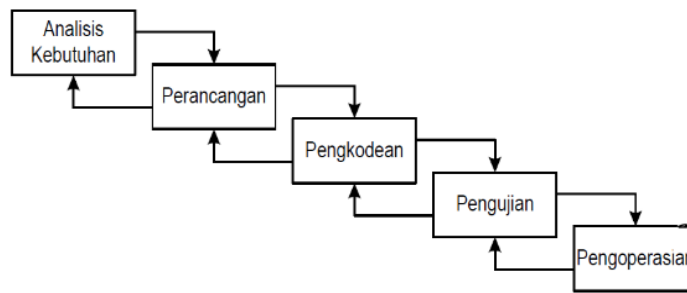 Analisis
Kebutuhan
Perancangan
Pengkodean
Pengujian
Pengoperasian